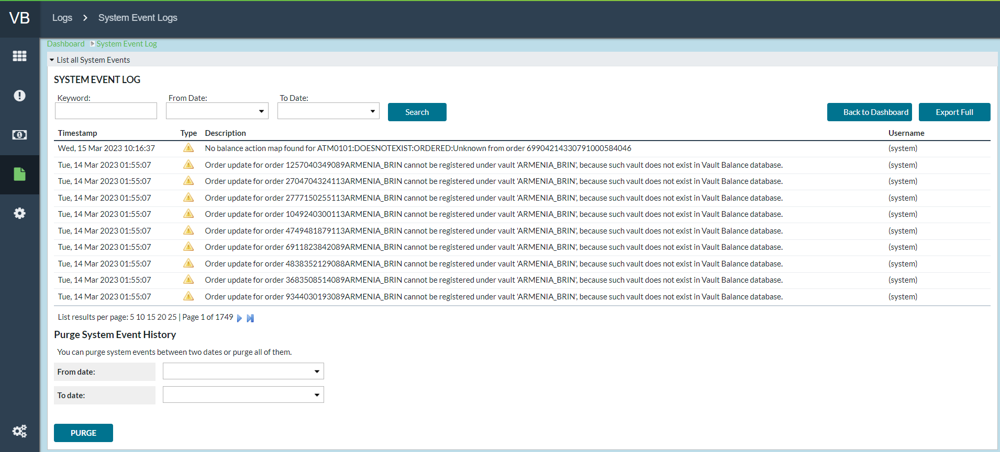 VB
Logs > System Event Logs
Dashboard System Event Log
List all System Events
SYSTEM EVENT LOG
Keyword: From Date: To Date:
Search Back to Dashboard Export Full
Timestamp Type Description Username
Wed, 15 Mar 2023 10:16:37 No balance action map found for ATM0101:DOESNOTEXIST:ORDERED:Unknown from order 69904214330791000584046 (system)
Tue, 14 Mar 2023 01:55:07 Order update for order 1257040349089ARMENIA_BRIN cannot be registered under vault 'ARMENIA_BRIN', because such vault does not exist in Vault Balance database. (system)
Tue, 14 Mar 2023 01:55:07 Order update for order 2704704324113ARMENIA_BRIN cannot be registered under vault 'ARMENIA_BRIN', because such vault does not exist in Vault Balance database. (system)
Tue, 14 Mar 2023 01:55:07 Order update for order 2777150255113ARMENIA_BRIN cannot be registered under vault 'ARMENIA_BRIN', because such vault does not exist in Vault Balance database. (system)
Tue, 14 Mar 2023 01:55:07 Order update for order 1049240300113ARMENIA_BRIN cannot be registered under vault 'ARMENIA_BRIN', because such vault does not exist in Vault Balance database. (system)
Tue, 14 Mar 2023 01:55:07 Order update for order 4749481879113ARMENIA_BRIN cannot be registered under vault 'ARMENIA_BRIN', because such vault does not exist in Vault Balance database. (system)
Tue, 14 Mar 2023 01:55:07 Order update for order 6911823842089ARMENIA_BRIN cannot be registered under vault 'ARMENIA_BRIN', because such vault does not exist in Vault Balance database. (system)
Tue, 14 Mar 2023 01:55:07 Order update for order 4838352129088ARMENIA_BRIN cannot be registered under vault 'ARMENIA_BRIN', because such vault does not exist in Vault Balance database. (system)
Tue, 14 Mar 2023 01:55:07 Order update for order 3683508514089ARMENIA_BRIN cannot be registered under vault 'ARMENIA_BRIN', because such vault does not exist in Vault Balance database. (system)
Tue, 14 Mar 2023 01:55:07 Order update for order 9344030193089ARMENIA_BRIN cannot be registered under vault 'ARMENIA_BRIN', because such vault does not exist in Vault Balance database. (system)
List results per page: 5 10 15 20 25 | Page 1 of 1749
Purge System Event History
You can purge system events between two dates or purge all of them.
From date:
To date:
PURGE